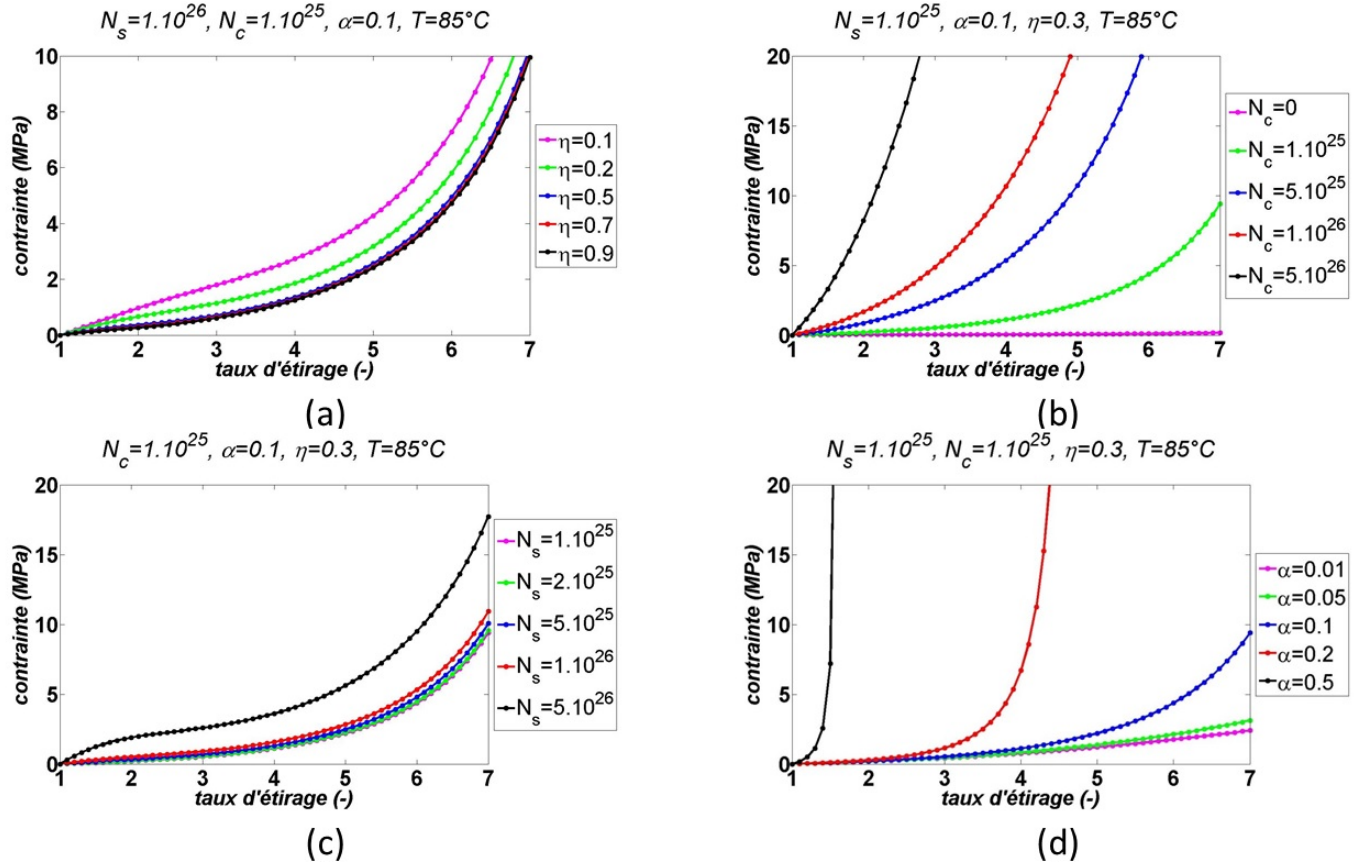 N_s=1.10^26, N_c=1.10^25, α=0.1, T=85°C
10
8
6
4
2
0
contrainte (MPa)
1 2 3 4 5 6 7
taux d'étirage (-)
η=0.1
η=0.2
η=0.5
η=0.7
η=0.9
(a)
N_s=1.10^25, α=0.1, η=0.3, T=85°C
20
15
10
5
0
contrainte (MPa)
1 2 3 4 5 6 7
taux d'étirage (-)
N_c=0
N_c=1.10^25
N_c=5.10^25
N_c=1.10^26
N_c=5.10^26
(b)
N_c=1.10^25, α=0.1, η=0.3, T=85°C
20
15
10
5
0
contrainte (MPa)
1 2 3 4 5 6 7
taux d'étirage (-)
N_s=1.10^25
N_s=2.10^25
N_s=5.10^25
N_s=1.10^26
N_s=5.10^26
(c)
N_s=1.10^25, N_c=1.10^25, η=0.3, T=85°C
20
15
10
5
0
contrainte (MPa)
1 2 3 4 5 6 7
taux d'étirage (-)
α=0.01
α=0.05
α=0.1
α=0.2
α=0.5
(d)